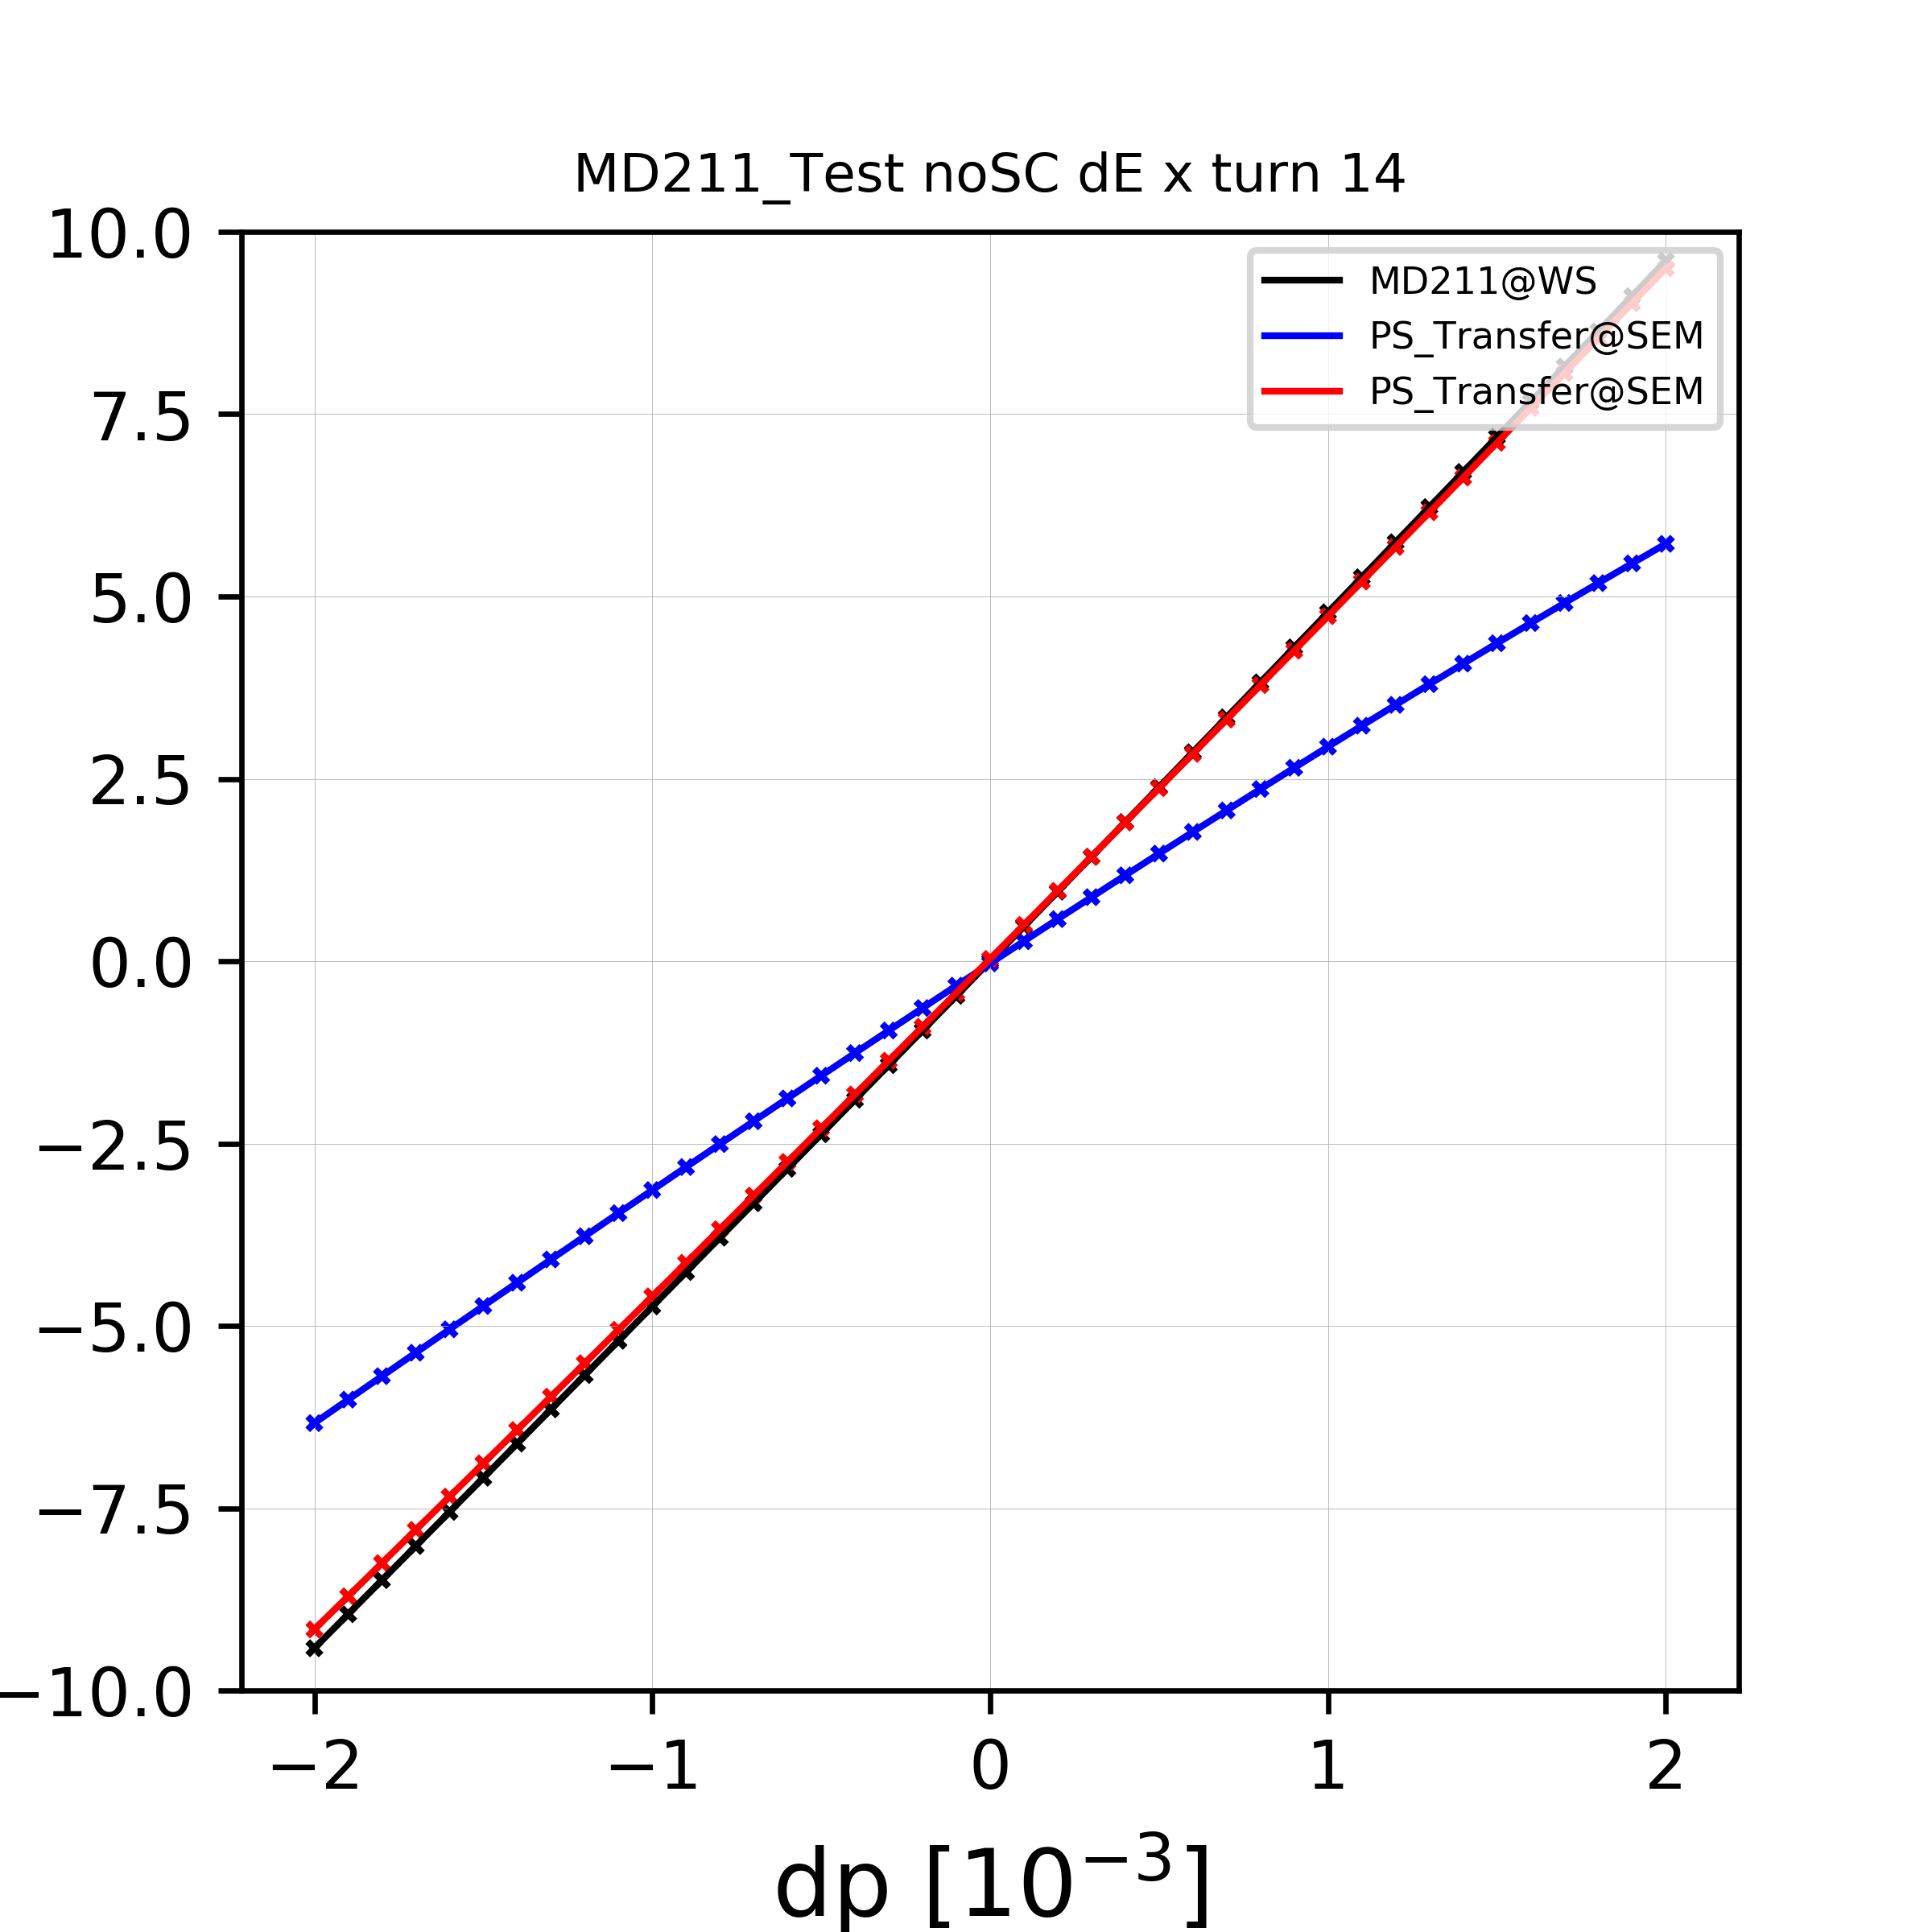 MD211_Test noSC dE x turn 14
10.0
7.5
5.0
2.5
0.0
−2.5
−5.0
−7.5
−10.0
MD211@WS
PS_Transfer@SEM
PS_Transfer@SEM
−2 −1 0 1 2
dp [10⁻³]